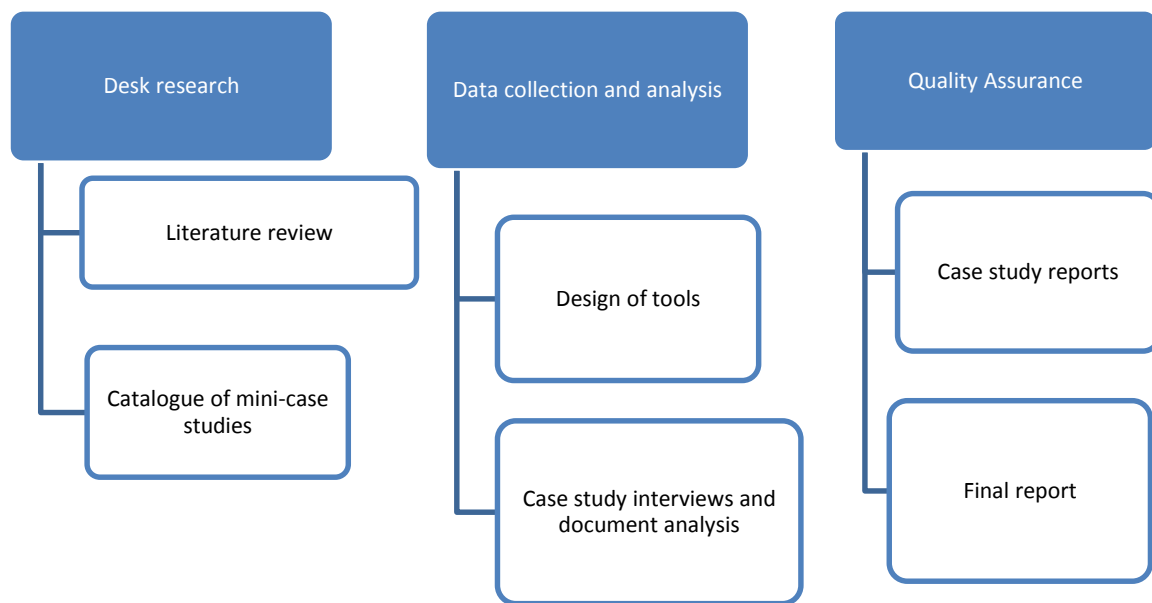 Desk research
Literature review
Catalogue of mini-case
studies
Data collection and analysis
Design of tools
Case study interviews and
document analysis
Quality Assurance
Case study reports
Final report